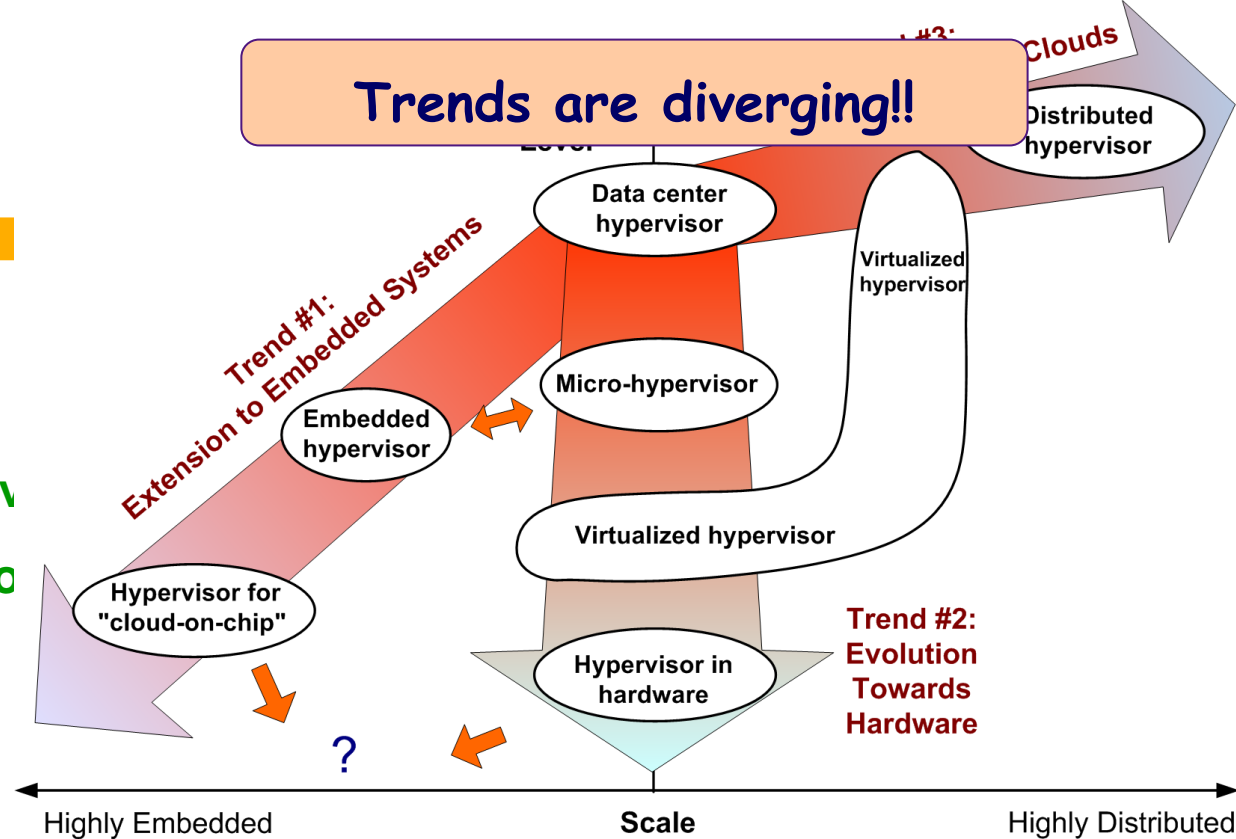 Clouds
Trends are diverging!!
Distributed
hypervisor
Data center
hypervisor
Virtualized
hypervisor
Trend #1:
Extension to Embedded Systems
Micro-hypervisor
Embedded
hypervisor
Virtualized hypervisor
Hypervisor for
"cloud-on-chip"
Trend #2:
Evolution
Towards
Hardware
Hypervisor in
hardware
?
Highly Embedded
Scale
Highly Distributed